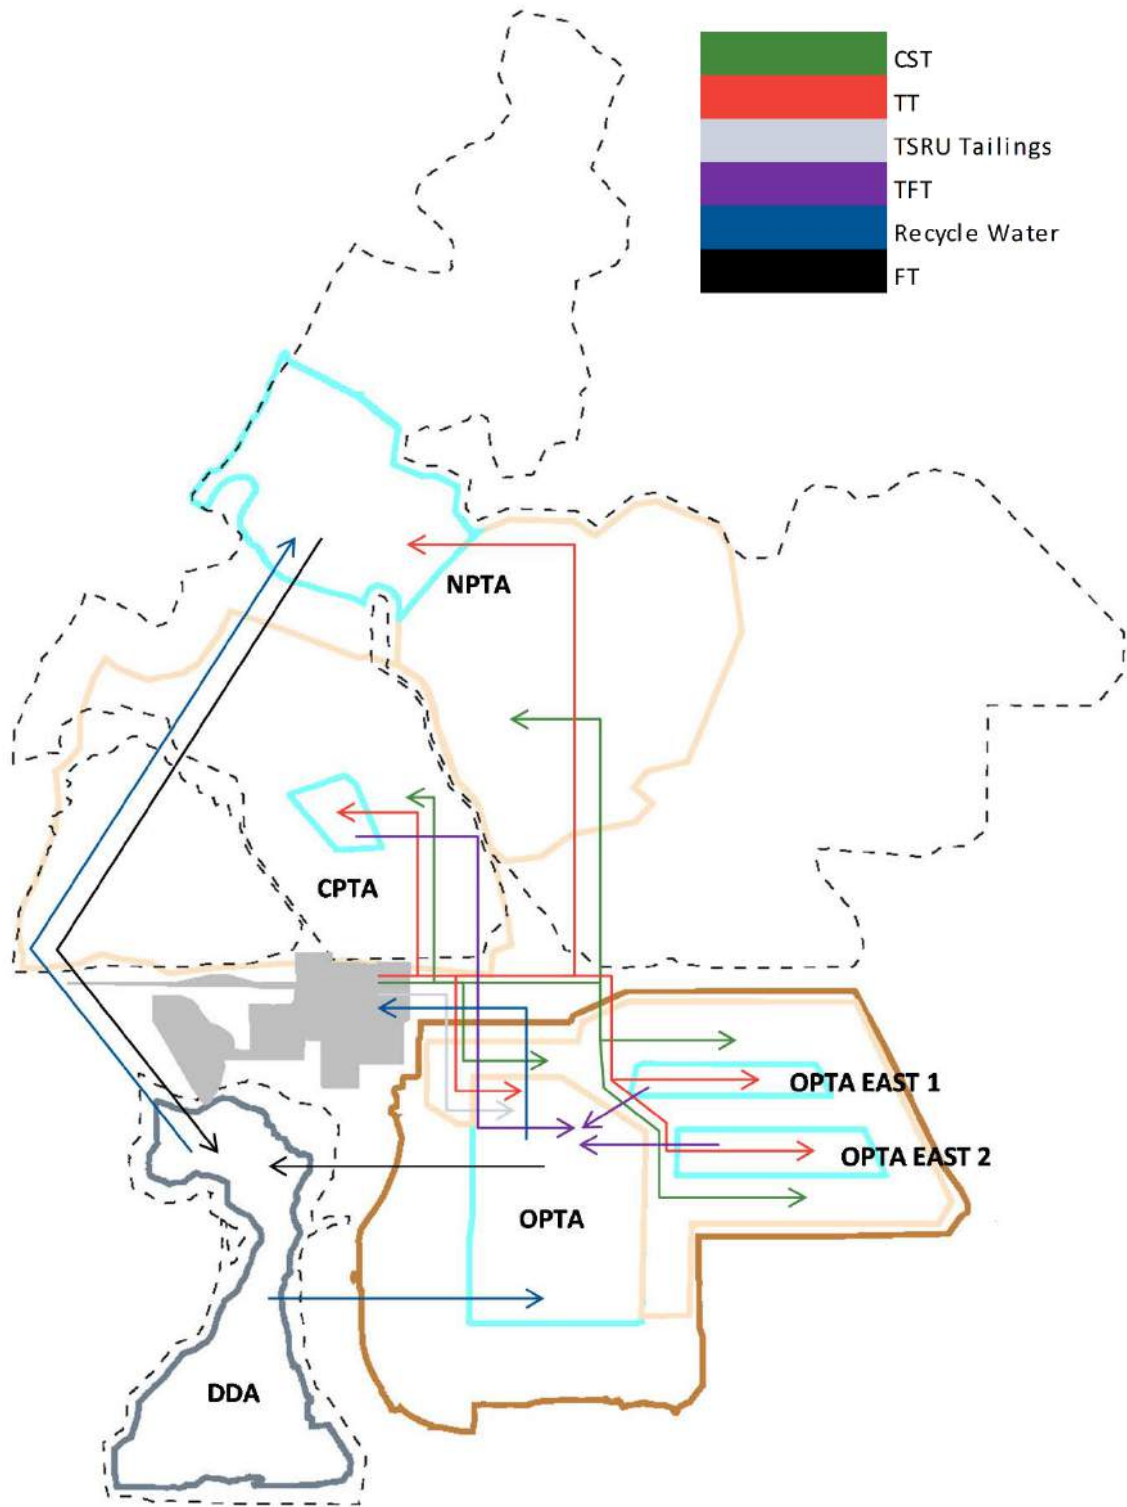 CST
TT
TSRU Tailings
TFT
Recycle Water
FT
NPTA
CPTA
OPTA EAST 1
OPTA EAST 2
OPTA
DDA